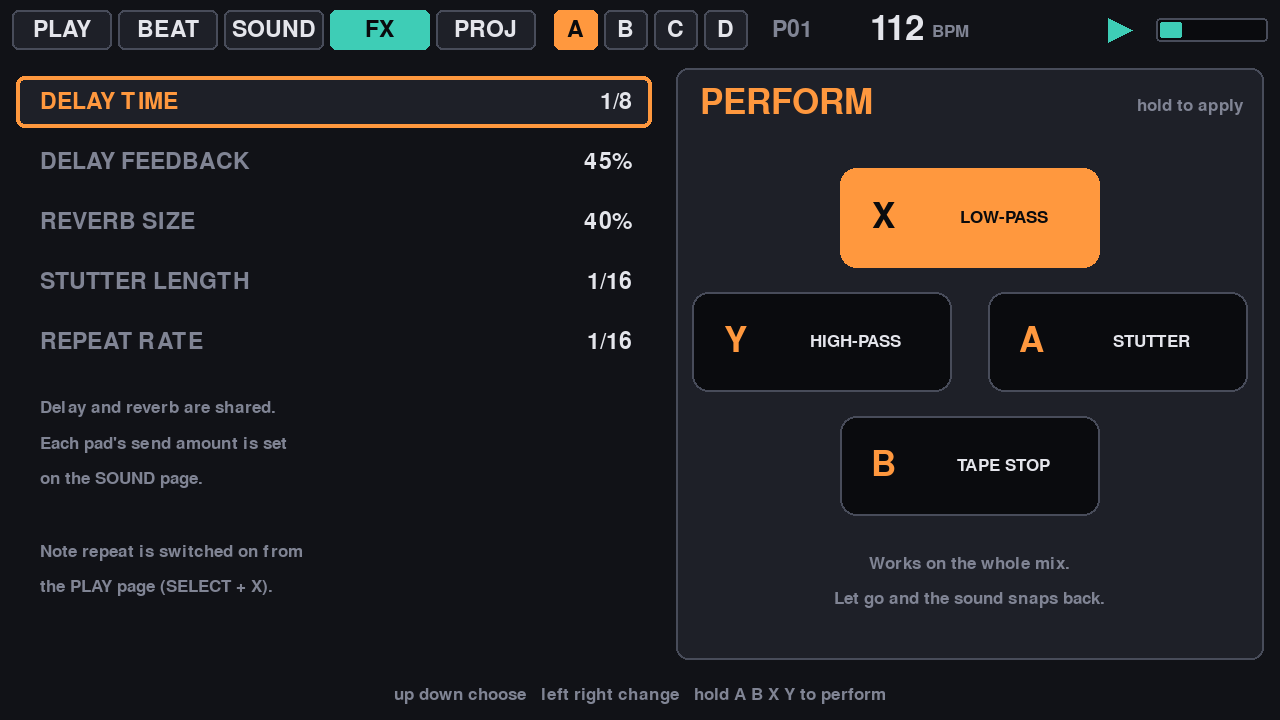 PLAY BEAT SOUND FX PROJ A B C D P01 112 BPM
DELAY TIME 1/8
DELAY FEEDBACK 45%
REVERB SIZE 40%
STUTTER LENGTH 1/16
REPEAT RATE 1/16
Delay and reverb are shared.
Each pad's send amount is set
on the SOUND page.
Note repeat is switched on from
the PLAY page (SELECT + X).
PERFORM hold to apply
X LOW-PASS
Y HIGH-PASS A STUTTER
B TAPE STOP
Works on the whole mix.
Let go and the sound snaps back.
up down choose left right change hold A B X Y to perform